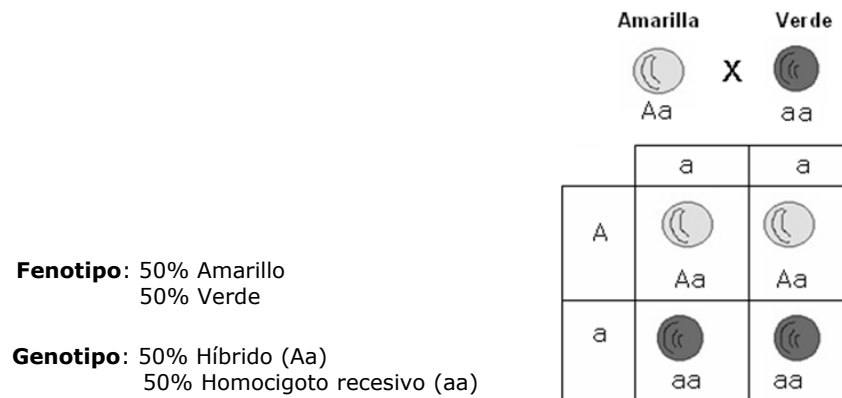 Amarilla Verde
X
Aa aa
a a
A
Aa Aa
a
aa aa
Fenotipo: 50% Amarillo
50% Verde
Genotipo: 50% Híbrido (Aa)
50% Homocigoto recesivo (aa)